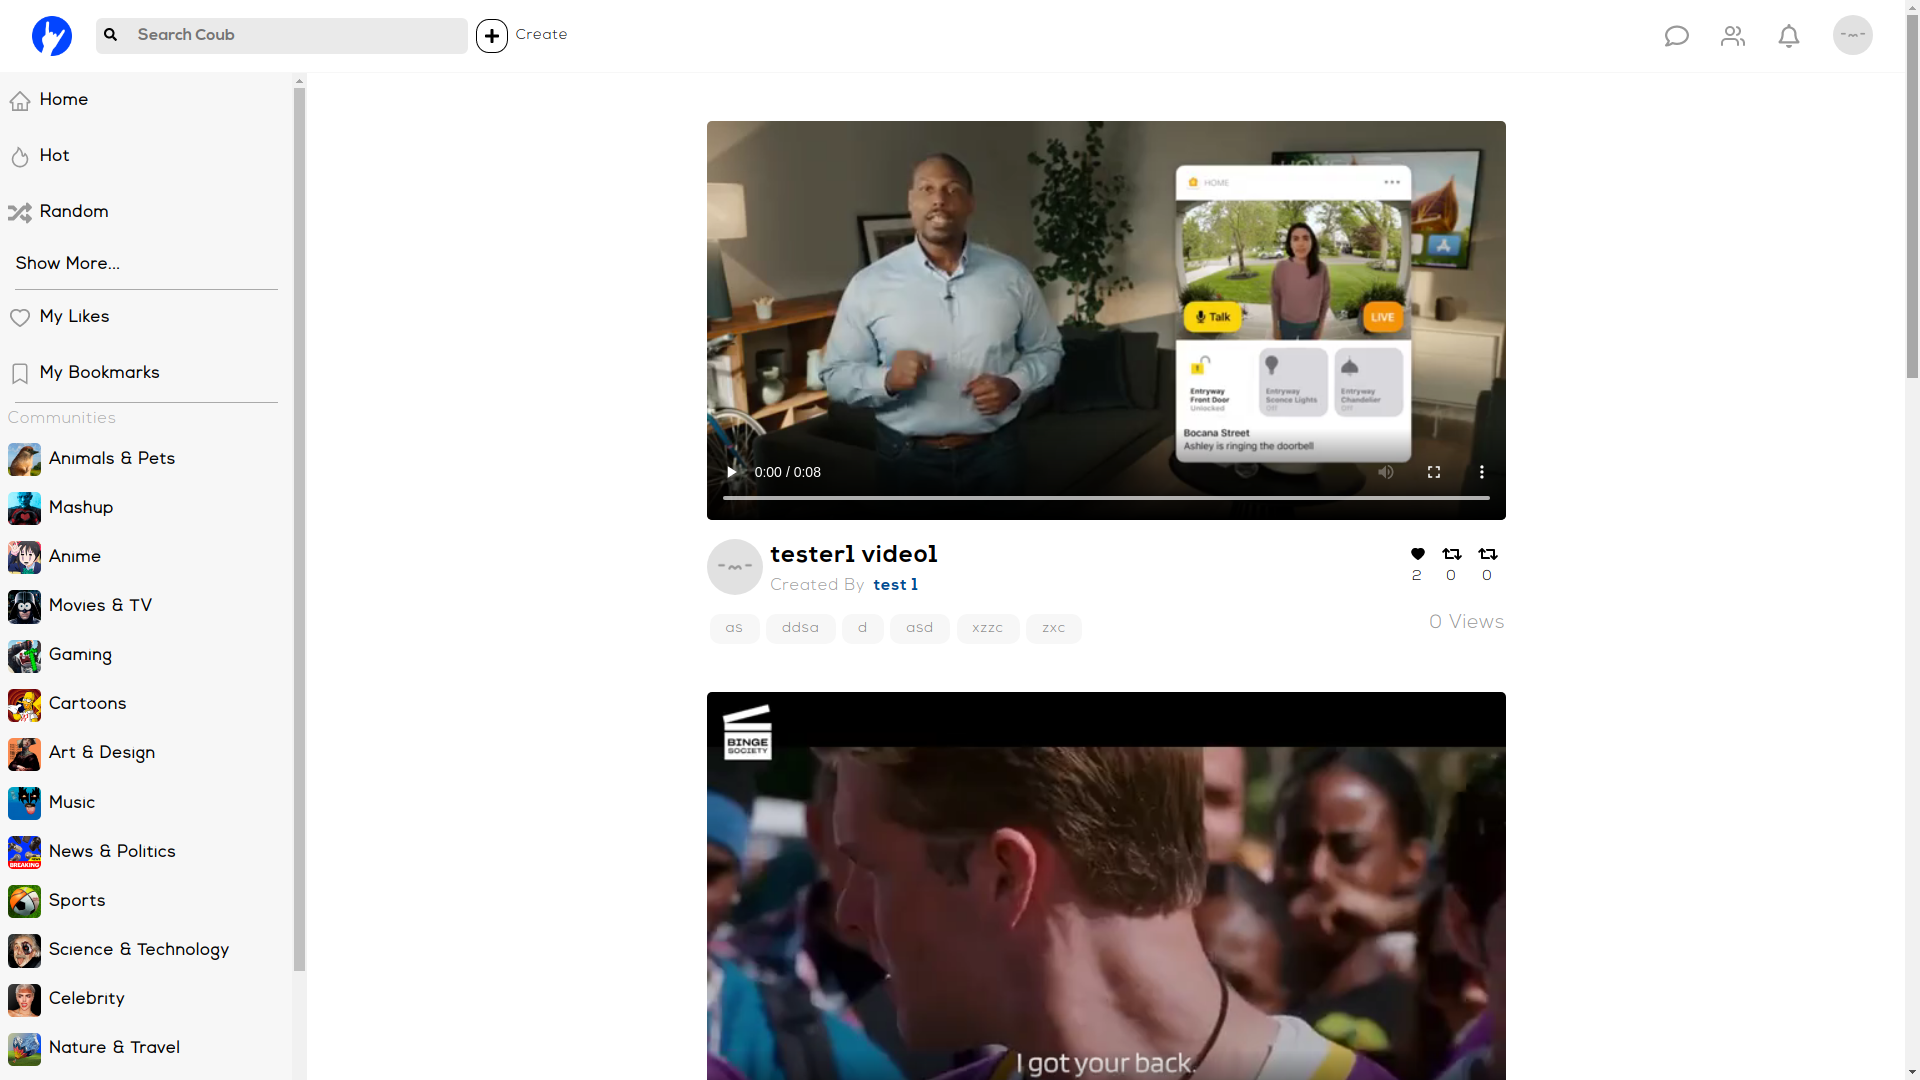 Search Coub
Create
Home
Hot
Random
Show More...
My Likes
My Bookmarks
Communities
Animals & Pets
Mashup
Anime
Movies & TV
Gaming
Cartoons
Art & Design
Music
News & Politics
BREAKING
Sports
Science & Technology
Celebrity
Nature & Travel
HOME
HOME
Talk
LIVE
Entryway
Front Door
Unlocked
Entryway
Sconce Lights
Off
Entryway
Chandelier
Off
Bocana Street
Ashley is ringing the doorbell
0:00 / 0:08
tester1 video1
Created By test 1
2
0
0
as
ddsa
d
asd
xzzc
zxc
0 Views
BINGE
SOCIETY
I got your back.